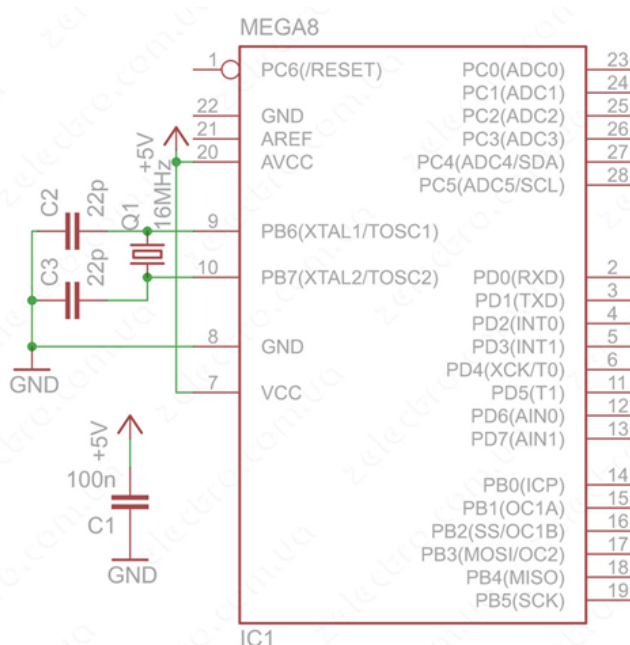 MEGA8
1 PC6(/RESET) PC0(ADC0) 23
PC1(ADC1) 24
22 GND PC2(ADC2) 25
21 AREF PC3(ADC3) 26
+5V 20 AVCC PC4(ADC4/SDA) 27
PC5(ADC5/SCL) 28
C2 22p Q1 16MHz 9 PB6(XTAL1/TOSC1)
C3 22p 10 PB7(XTAL2/TOSC2) PD0(RXD) 2
PD1(TXD) 3
PD2(INT0) 4
8 GND PD3(INT1) 5
GND PD4(XCK/T0) 6
7 VCC PD5(T1) 11
PD6(AIN0) 12
+5V PD7(AIN1) 13
100n PB0(ICP) 14
PB1(OC1A) 15
C1 PB2(SS/OC1B) 16
PB3(MOSI/OC2) 17
GND PB4(MISO) 18
PB5(SCK) 19
IC1
zelectro.com.ua